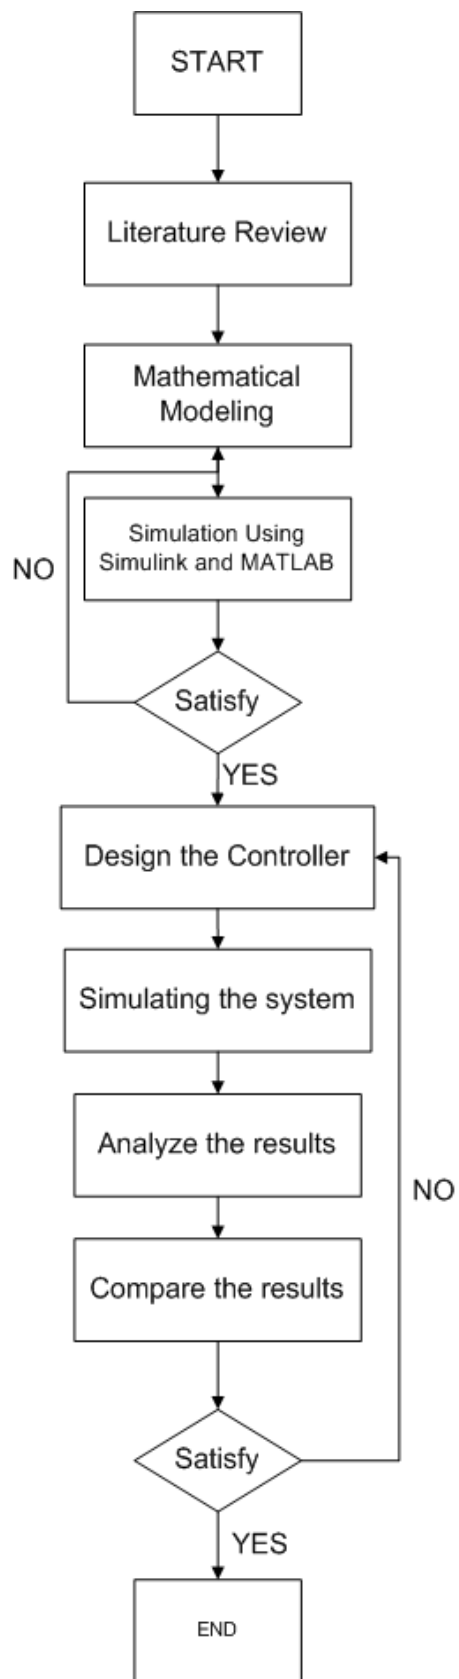 START
Literature Review
Mathematical
Modeling
Simulation Using
Simulink and MATLAB
NO
Satisfy
YES
Design the Controller
Simulating the system
Analyze the results
NO
Compare the results
Satisfy
YES
END